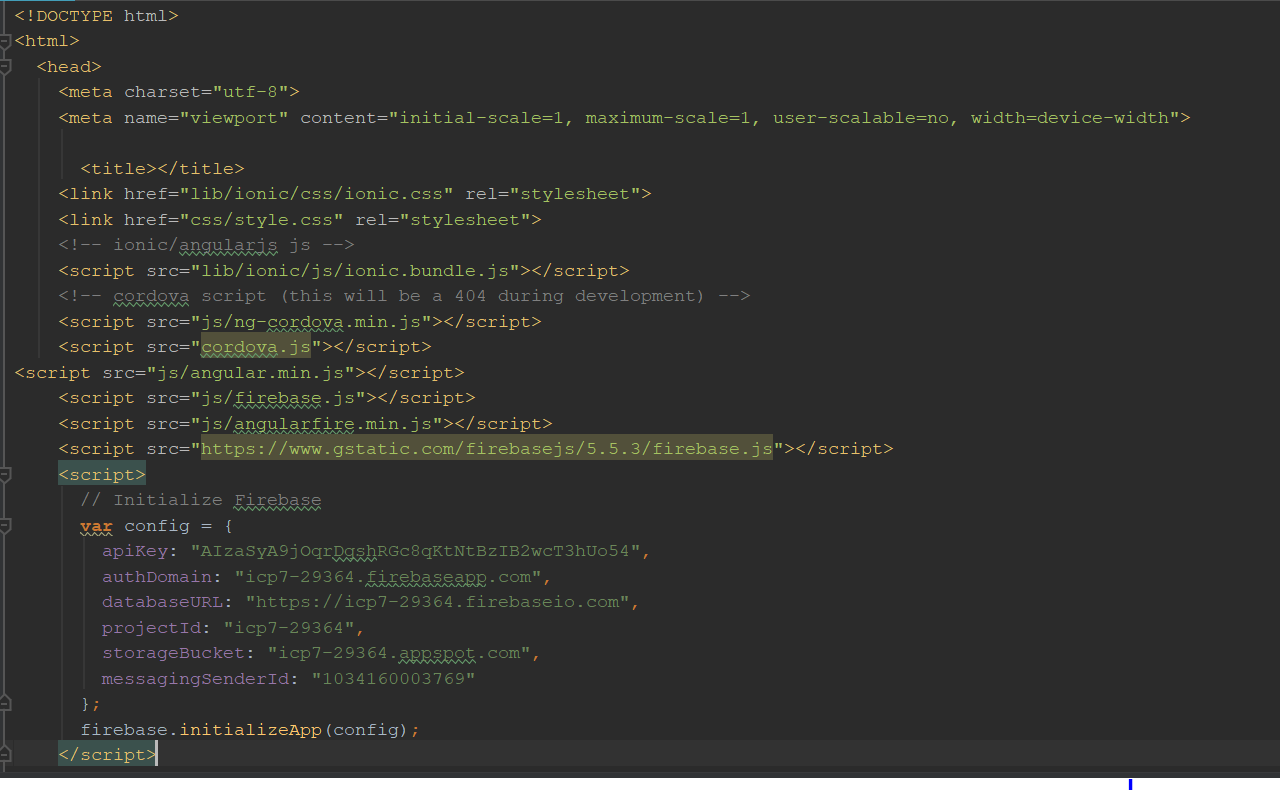 <!DOCTYPE html>
<html>
<head>
<meta charset="utf-8">
<meta name="viewport" content="initial-scale=1, maximum-scale=1, user-scalable=no, width=device-width">
<title></title>
<link href="lib/ionic/css/ionic.css" rel="stylesheet">
<link href="css/style.css" rel="stylesheet">
<!-- ionic/angularjs js -->
<script src="lib/ionic/js/ionic.bundle.js"></script>
<!-- cordova script (this will be a 404 during development) -->
<script src="js/ng-cordova.min.js"></script>
<script src="cordova.js"></script>
<script src="js/angular.min.js"></script>
<script src="js/firebase.js"></script>
<script src="js/angularfire.min.js"></script>
<script src="https://www.gstatic.com/firebasejs/5.5.3/firebase.js"></script>
<script>
// Initialize Firebase
var config = {
apiKey: "AIzaSyA9jOqrDgshRGc8qKtNtBzIB2wcT3hUo54",
authDomain: "icp7-29364.firebaseapp.com",
databaseURL: "https://icp7-29364.firebaseio.com",
projectId: "icp7-29364",
storageBucket: "icp7-29364.appspot.com",
messagingSenderId: "1034160003769"
};
firebase.initializeApp(config);
</script>